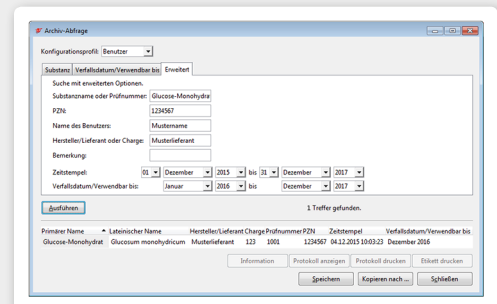 Archiv-Abfrage
Konfigurationsprofil: Benutzer
Substanz Verfallsdatum/Verwendbar bis Erweitert
Suche mit erweiterten Optionen.
Substanzname oder Prüfnummer: Glucose-Monohydra
PZN: 1234567
Name des Benutzers: Mustername
Hersteller/Lieferant oder Charge: Musterlieferant
Bemerkung:
Zeitstempel: 01 Dezember 2015 bis 31 Dezember 2017
Verfallsdatum/Verwendbar bis: Januar 2016 bis Dezember 2017
Ausführen 1 Treffer gefunden.
Primärer Name Lateinischer Name Hersteller/Lieferant Charge Prüfnummer PZN Zeitstempel Verfallsdatum/Verwendbar bis
Glucose-Monohydrat Glucosum monohydricum Musterlieferant 123 1001 1234567 04.12.2015 10:03:23 Dezember 2016
Information Protokoll anzeigen Protokoll drucken Etikett drucken
Speichern Kopieren nach ... Schließen